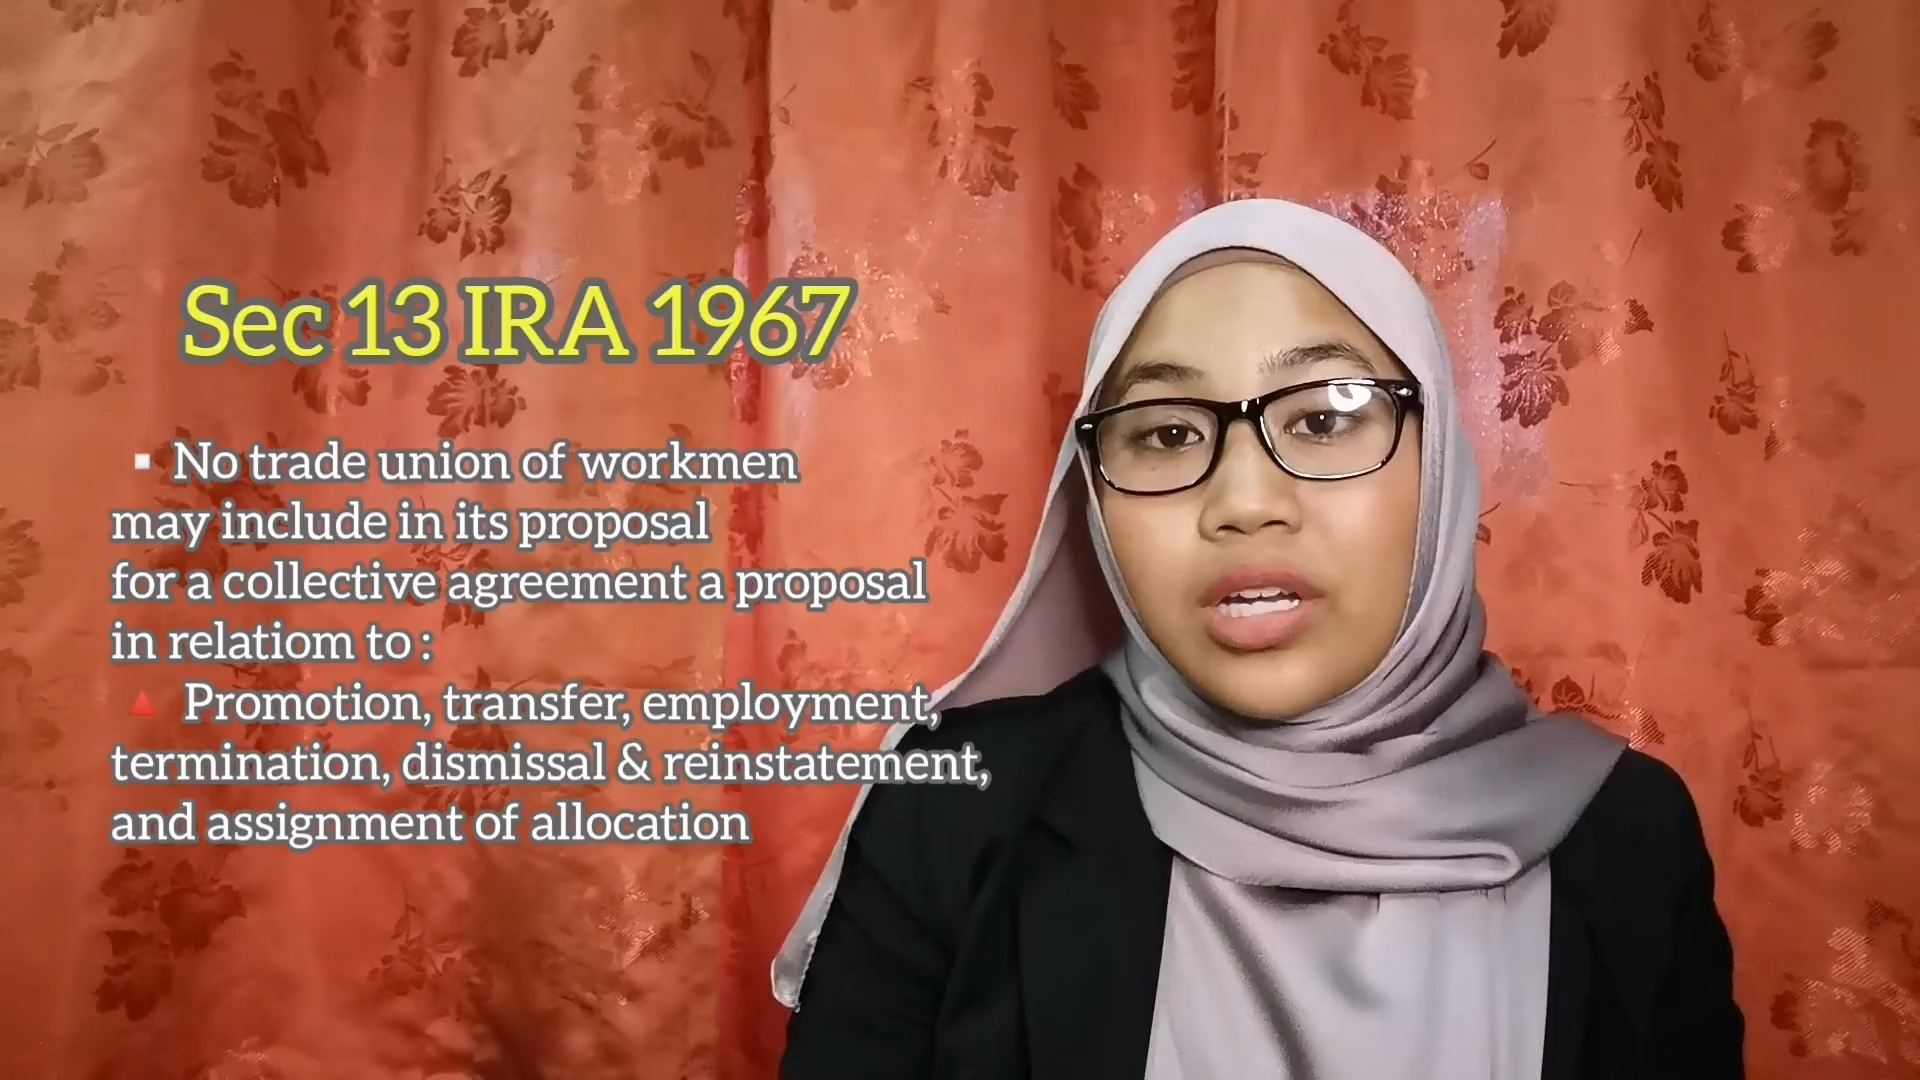 Sec 13 IRA 1967
▫ No trade union of workmen
may include in its proposal
for a collective agreement a proposal
in relatiom to :
🔺 Promotion, transfer, employment,
termination, dismissal & reinstatement,
and assignment of allocation